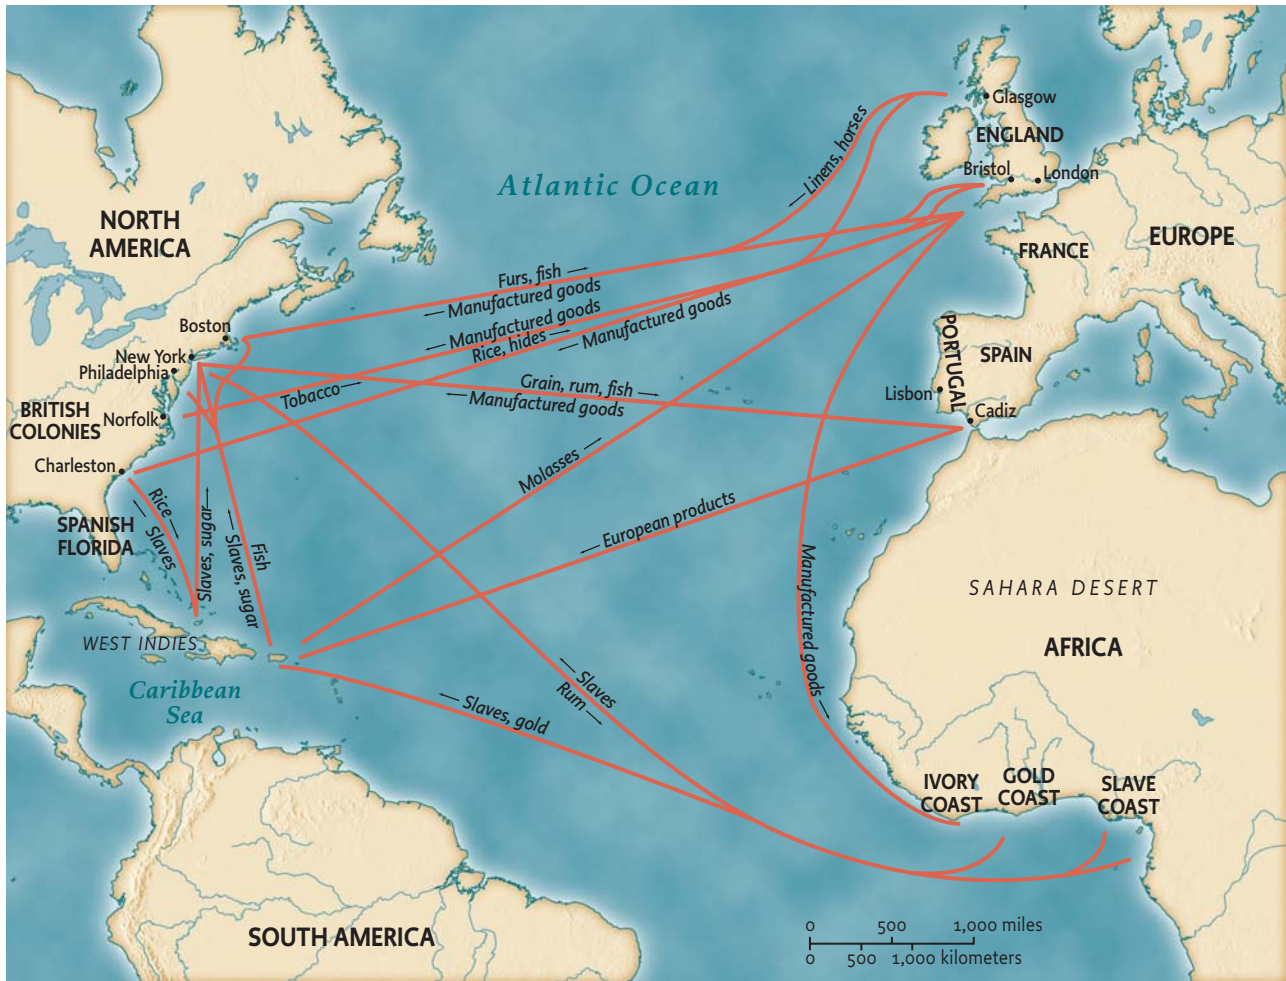 Glasgow
ENGLAND
Bristol
London
Linens, horses
Atlantic Ocean
NORTH
AMERICA
EUROPE
FRANCE
Furs, fish →
← Manufactured goods
← Manufactured goods
Rice, hides →
← Manufactured goods
Boston
New York
Philadelphia
PORTUGAL
SPAIN
Lisbon
Cadiz
Tobacco →
Grain, rum, fish →
← Manufactured goods
BRITISH
COLONIES
Norfolk
Charleston
Molasses →
← European products
Rice →
← Slaves
Slaves, sugar →
Fish
← Slaves, sugar
SPANISH
FLORIDA
Manufactured goods →
SAHARA DESERT
AFRICA
WEST INDIES
Caribbean
Sea
← Slaves
Rum →
← Slaves, gold
IVORY
COAST
GOLD
COAST
SLAVE
COAST
SOUTH AMERICA
0 500 1,000 miles
0 500 1,000 kilometers